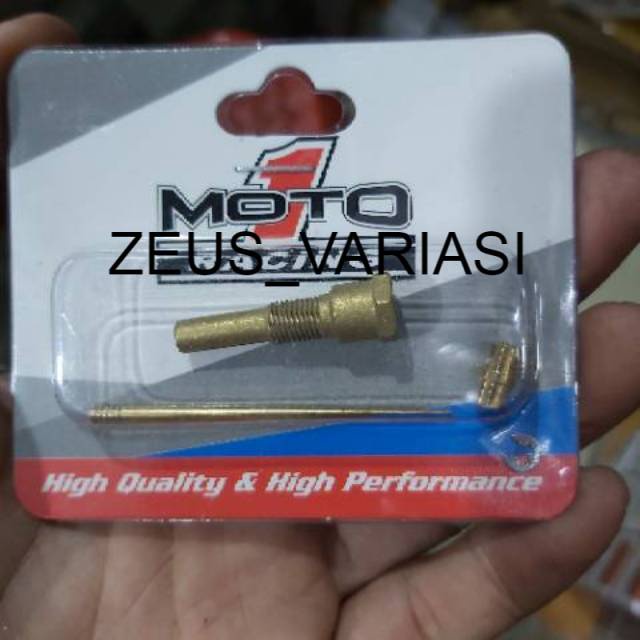 1
MOTO
ZEUS_VARIASI
High Quality & High Performance